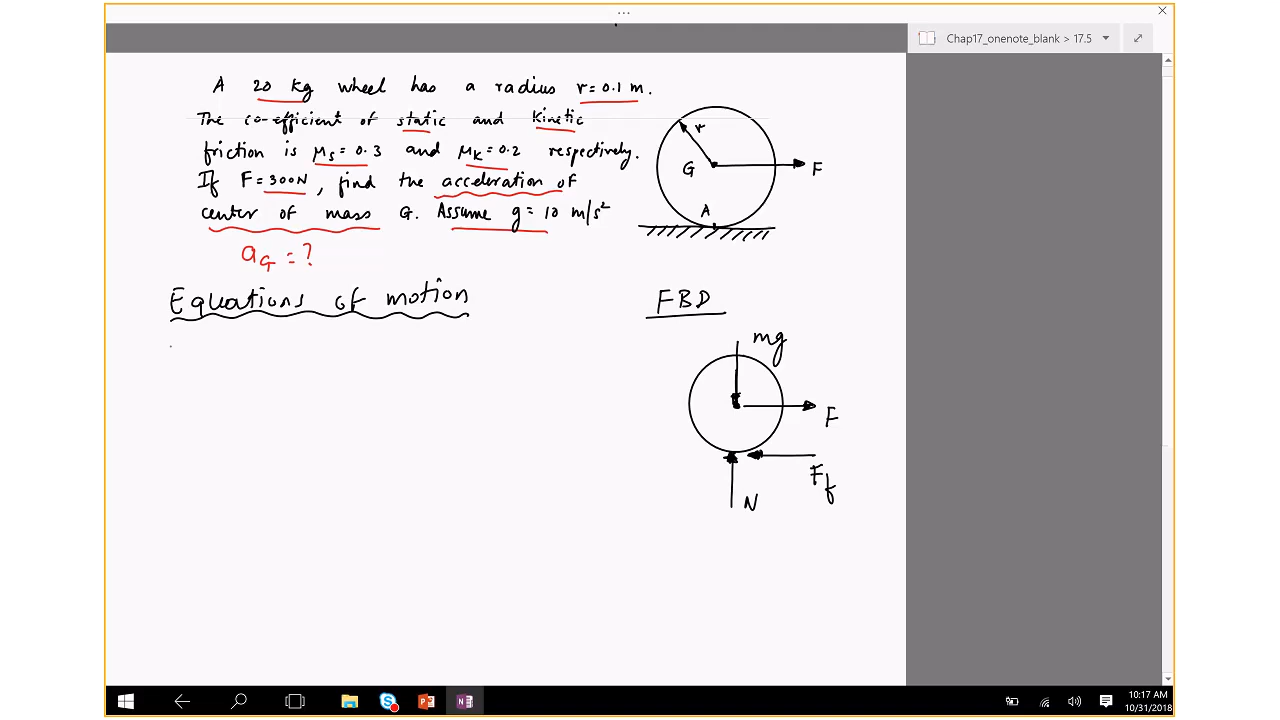 Chap17_onenote_blank > 17.5
A 20 kg wheel has a radius r = 0.1 m.
The co-efficient of static and kinetic
friction is μs = 0.3 and μK = 0.2 respectively.
If F = 300N, find the acceleration of
center of mass G. Assume g = 10 m/s²
aG = ?
r
G
F
A
Equations of motion
FBD
mg
F
Ff
N
10:17 AM
10/31/2018